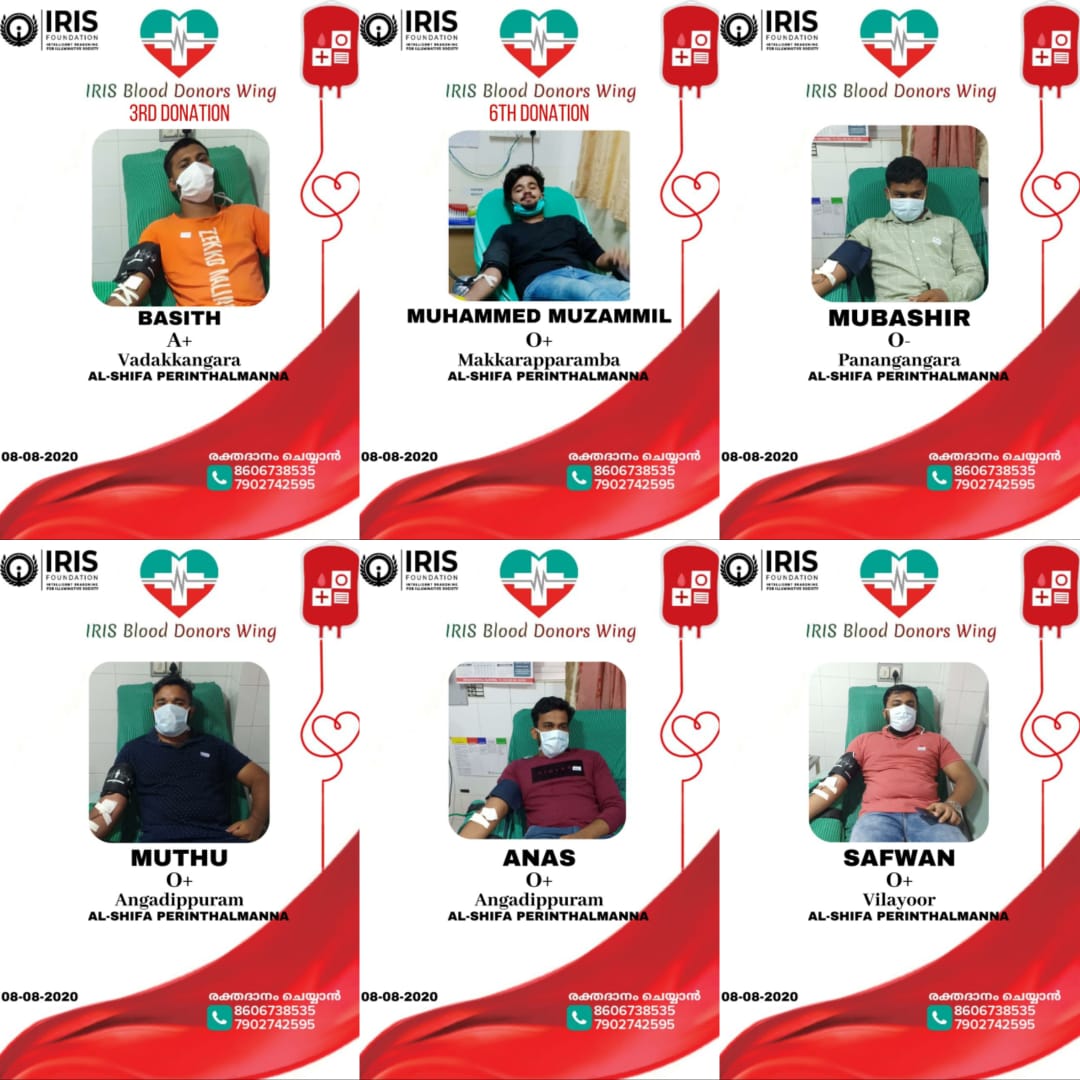 IRIS
FOUNDATION
INTELLIGENT REASONING
FOR ILLUMINATIVE SOCIETY
IRIS Blood Donors Wing
3RD DONATION
ZEKKO
BASITH
A+
Vadakkangara
AL-SHIFA PERINTHALMANNA
08-08-2020
രക്തദാനം ചെയ്യാൻ
8606738535
7902742595
IRIS
FOUNDATION
INTELLIGENT REASONING
FOR ILLUMINATIVE SOCIETY
IRIS Blood Donors Wing
6TH DONATION
MUHAMMED MUZAMMIL
O+
Makkarapparamba
AL-SHIFA PERINTHALMANNA
08-08-2020
രക്തദാനം ചെയ്യാൻ
8606738535
7902742595
IRIS
FOUNDATION
INTELLIGENT REASONING
FOR ILLUMINATIVE SOCIETY
IRIS Blood Donors Wing
MUBASHIR
O-
Panangangara
AL-SHIFA PERINTHALMANNA
08-08-2020
രക്തദാനം ചെയ്യാൻ
8606738535
7902742595
IRIS
FOUNDATION
INTELLIGENT REASONING
FOR ILLUMINATIVE SOCIETY
IRIS Blood Donors Wing
MUTHU
O+
Angadippuram
AL-SHIFA PERINTHALMANNA
08-08-2020
രക്തദാനം ചെയ്യാൻ
8606738535
7902742595
IRIS
FOUNDATION
INTELLIGENT REASONING
FOR ILLUMINATIVE SOCIETY
IRIS Blood Donors Wing
ANAS
O+
Angadippuram
AL-SHIFA PERINTHALMANNA
08-08-2020
രക്തദാനം ചെയ്യാൻ
8606738535
7902742595
IRIS
FOUNDATION
INTELLIGENT REASONING
FOR ILLUMINATIVE SOCIETY
IRIS Blood Donors Wing
SAFWAN
O+
Vilayoor
AL-SHIFA PERINTHALMANNA
08-08-2020
രക്തദാനം ചെയ്യാൻ
8606738535
7902742595